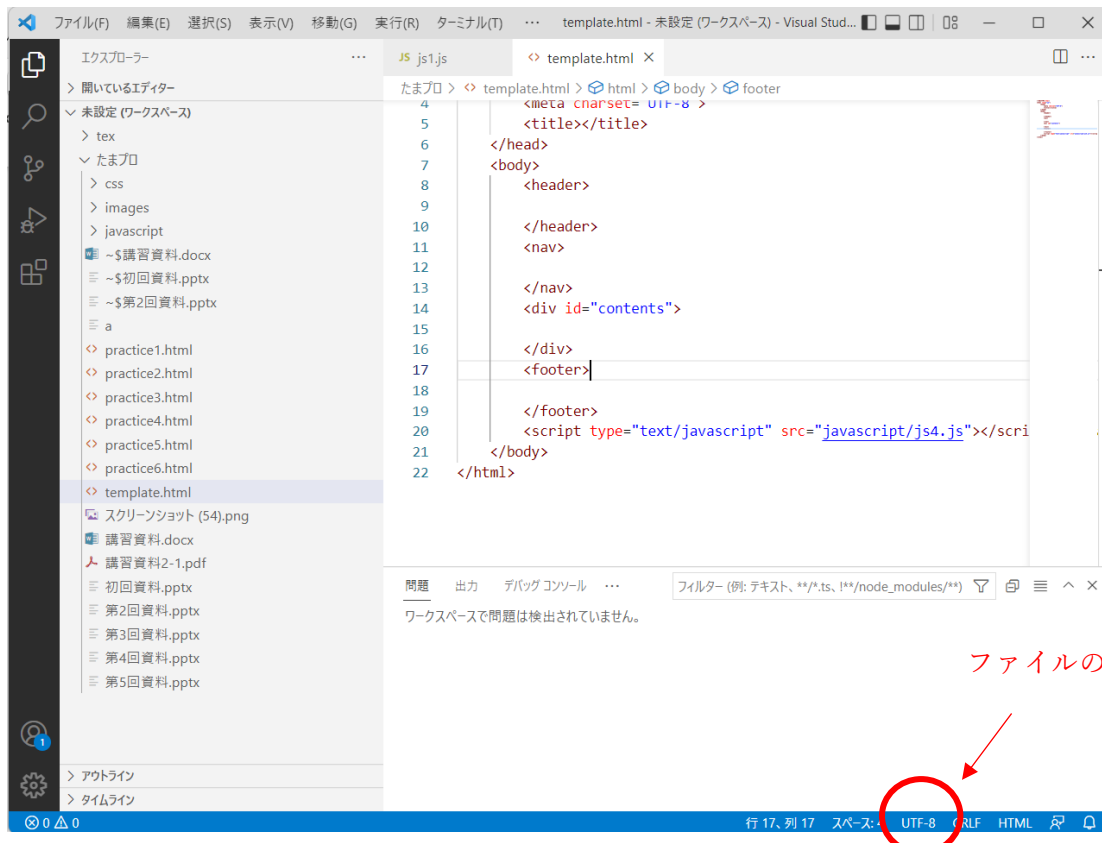 ファイル(F) 編集(E) 選択(S) 表示(V) 移動(G) 実行(R) ターミナル(T) ··· template.html - 未設定 (ワークスペース) - Visual Stud...
エクスプローラー ···
> 開いているエディター
未設定 (ワークスペース)
> tex
たまプロ
> css
> images
> javascript
~$講習資料.docx
~$初回資料.pptx
~$第2回資料.pptx
a
practice1.html
practice2.html
practice3.html
practice4.html
practice5.html
practice6.html
template.html
スクリーンショット (54).png
講習資料.docx
講習資料2-1.pdf
初回資料.pptx
第2回資料.pptx
第3回資料.pptx
第4回資料.pptx
第5回資料.pptx
> アウトライン
> タイムライン
JS js1.js <> template.html ×
たまプロ > <> template.html > html > body > footer
4 <meta charset="UTF-8">
5 <title></title>
6 </head>
7 <body>
8 <header>
9
10 </header>
11 <nav>
12
13 </nav>
14 <div id="contents">
15
16 </div>
17 <footer>
18
19 </footer>
20 <script type="text/javascript" src="javascript/js4.js"></scri
21 </body>
22 </html>
問題 出力 デバッグ コンソール ··· フィルター (例: テキスト、**/*.ts、!**/node_modules/**)
ワークスペースで問題は検出されていません。
ファイルの
1
0 0 行 17、列 17 スペース: 4 UTF-8 CRLF HTML